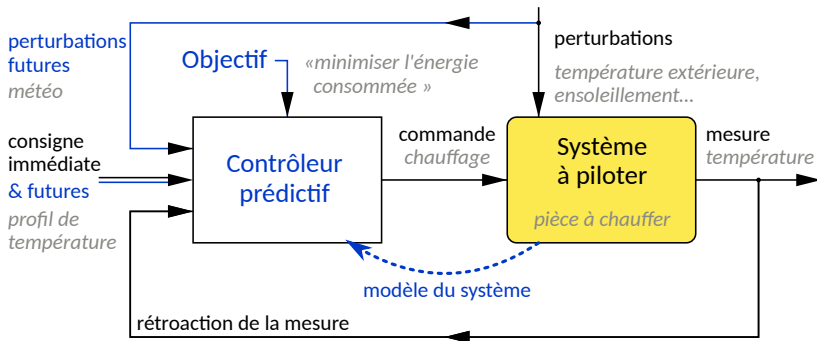 perturbations
futures
météo
Objectif
«minimiser l'énergie
consommée »
perturbations
température extérieure,
ensoleillement...
consigne
immédiate
& futures
profil de
température
Contrôleur
prédictif
commande
chauffage
Système
à piloter
pièce à chauffer
mesure
température
modèle du système
rétroaction de la mesure